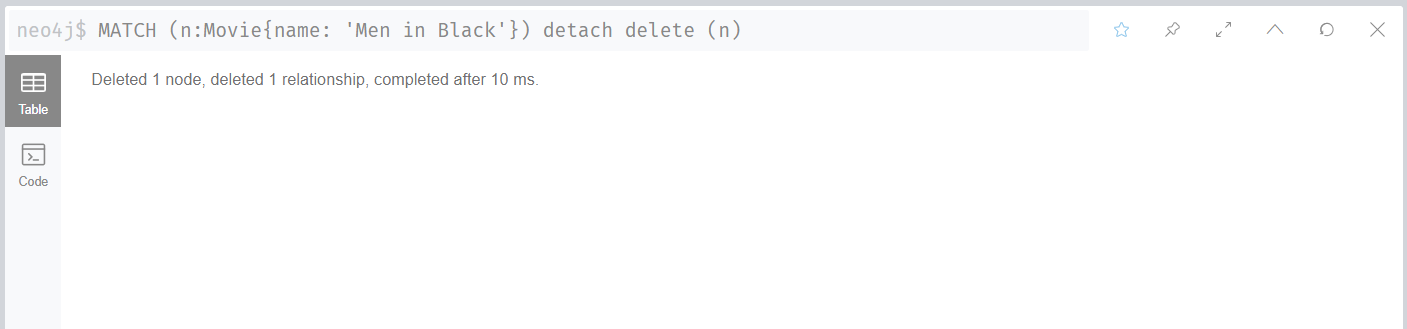 neo4j$ MATCH (n:Movie{name: 'Men in Black'}) detach delete (n)
Deleted 1 node, deleted 1 relationship, completed after 10 ms.
Table
Code